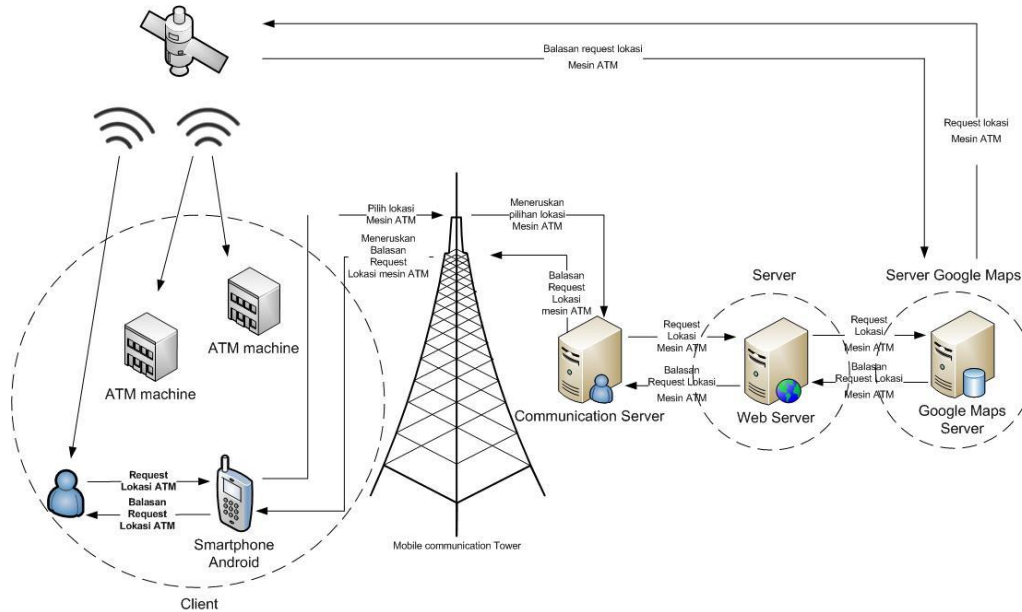 Balasan request lokasi
Mesin ATM
Request lokasi
Mesin ATM
Pilih lokasi
Mesin ATM
Meneruskan
pilihan lokasi
Mesin ATM
Meneruskan
Balasan
Request
Lokasi mesin ATM
Balasan
Request
Lokasi
mesin ATM
Server
Server Google Maps
ATM machine
ATM machine
Request
Lokasi
Mesin ATM
Request
Lokasi
Mesin ATM
Balasan
Request Lokasi
Mesin ATM
Balasan
Request Lokasi
Mesin ATM
Communication Server
Web Server
Google Maps
Server
Request
Lokasi ATM
Balasan
Request
Lokasi ATM
Smartphone
Android
Mobile communication Tower
Client